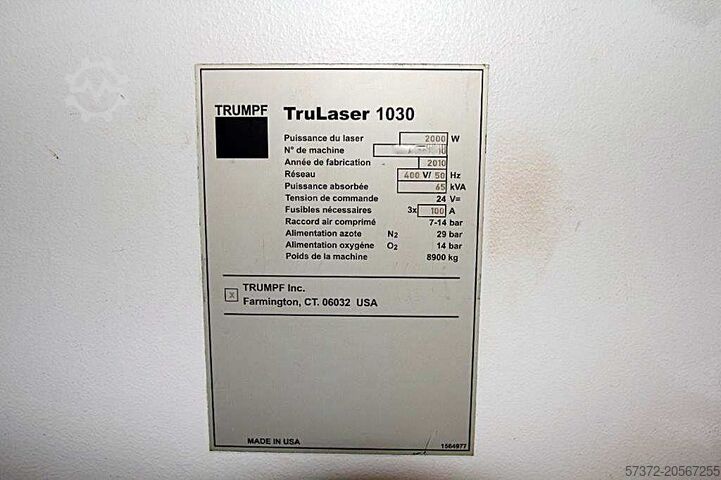 TRUMPF
TruLaser 1030
Puissance du laser 2000 W
N° de machine
Année de fabrication 2010
Réseau 400 V/ 50 Hz
Puissance absorbée 65 kVA
Tension de commande 24 V=
Fusibles nécessaires 3x 100 A
Raccord air comprimé 7-14 bar
Alimentation azote N2 29 bar
Alimentation oxygène O2 14 bar
Poids de la machine 8900 kg
X TRUMPF Inc.
Farmington, CT. 06032 USA
MADE IN USA
1564977
57372-20567255